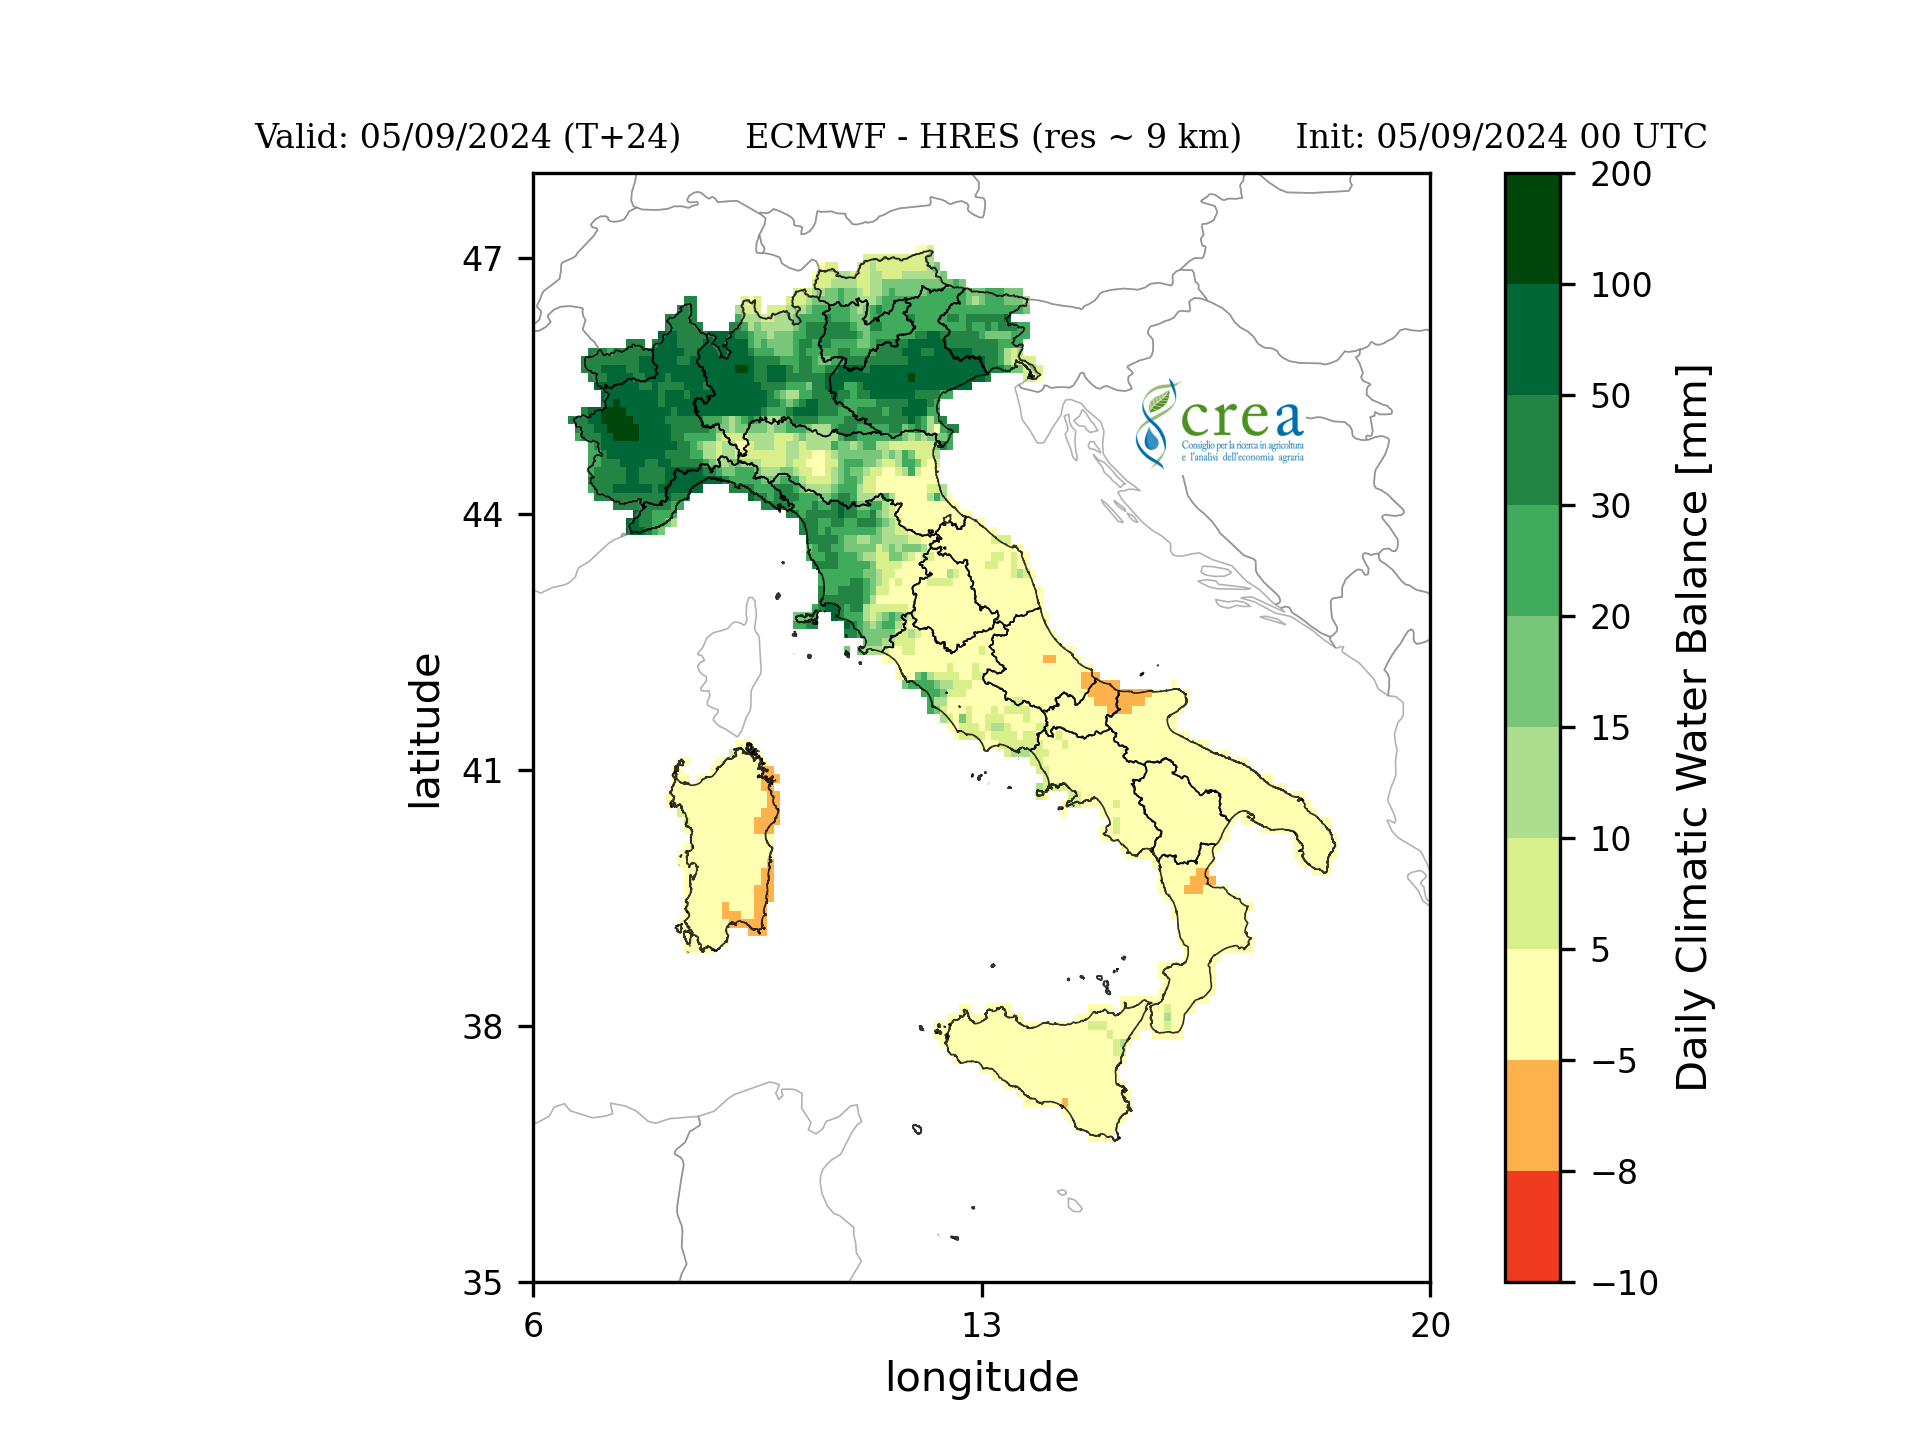 Valid: 05/09/2024 (T+24) ECMWF - HRES (res ~ 9 km) Init: 05/09/2024 00 UTC
47
44
41
38
35
latitude
6 13 20
longitude
crea
Consiglio per la ricerca in agricoltura
e l'analisi dell'economia agraria
200
100
50
30
20
15
10
5
−5
−8
−10
Daily Climatic Water Balance [mm]